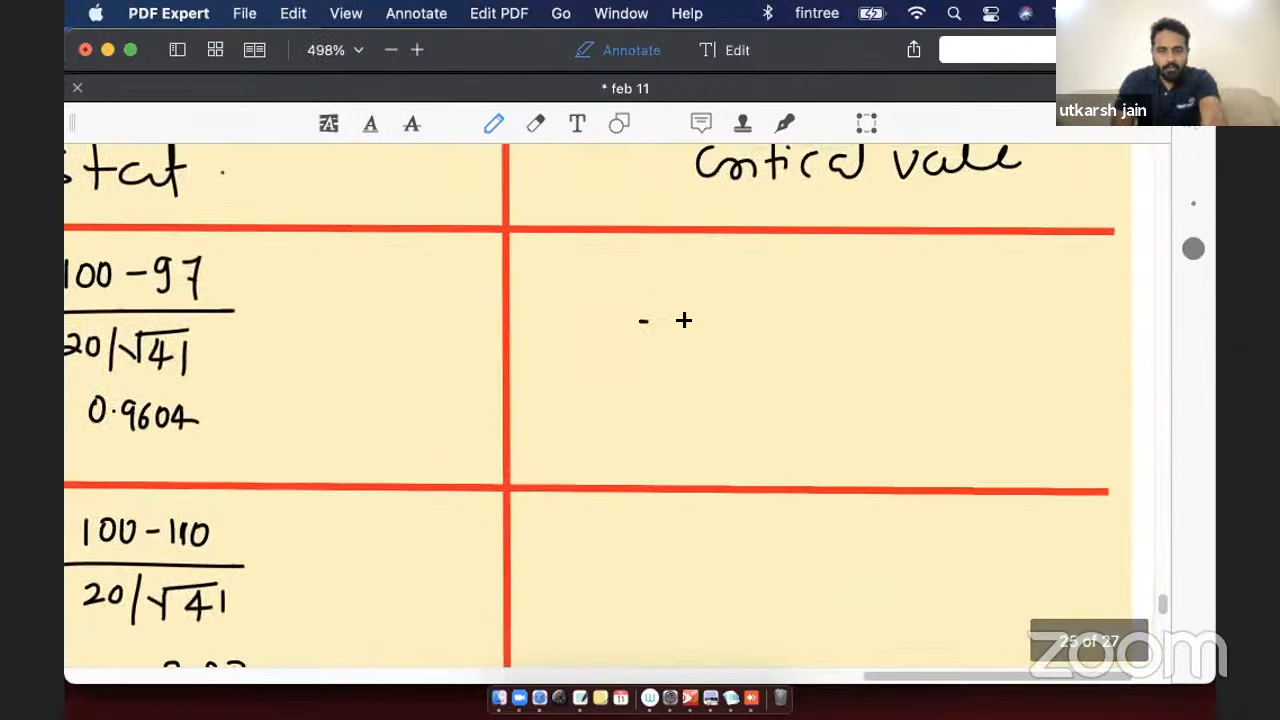 PDF Expert File Edit View Annotate Edit PDF Go Window Help fintree
498% Annotate T| Edit
* feb 11
utkarsh jain
stat. Critical vale
100 - 97
20/√41
0.9604
100 - 110
20/√41
25 of 27
zoom